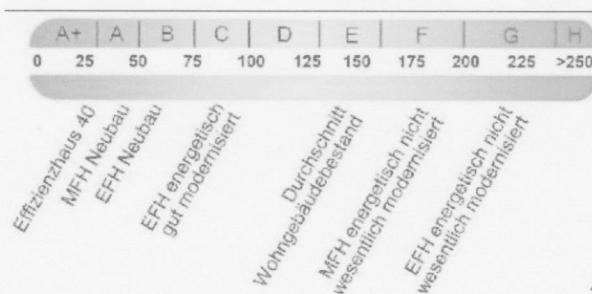 A+ A B C D E F G H
0 25 50 75 100 125 150 175 200 225 >250
Effizienzhaus 40
MFH Neubau
EFH Neubau
EFH energetisch
gut modernisiert
Durchschnitt
Wohngebäudebestand
MFH energetisch nicht
wesentlich modernisiert
EFH energetisch nicht
wesentlich modernisiert